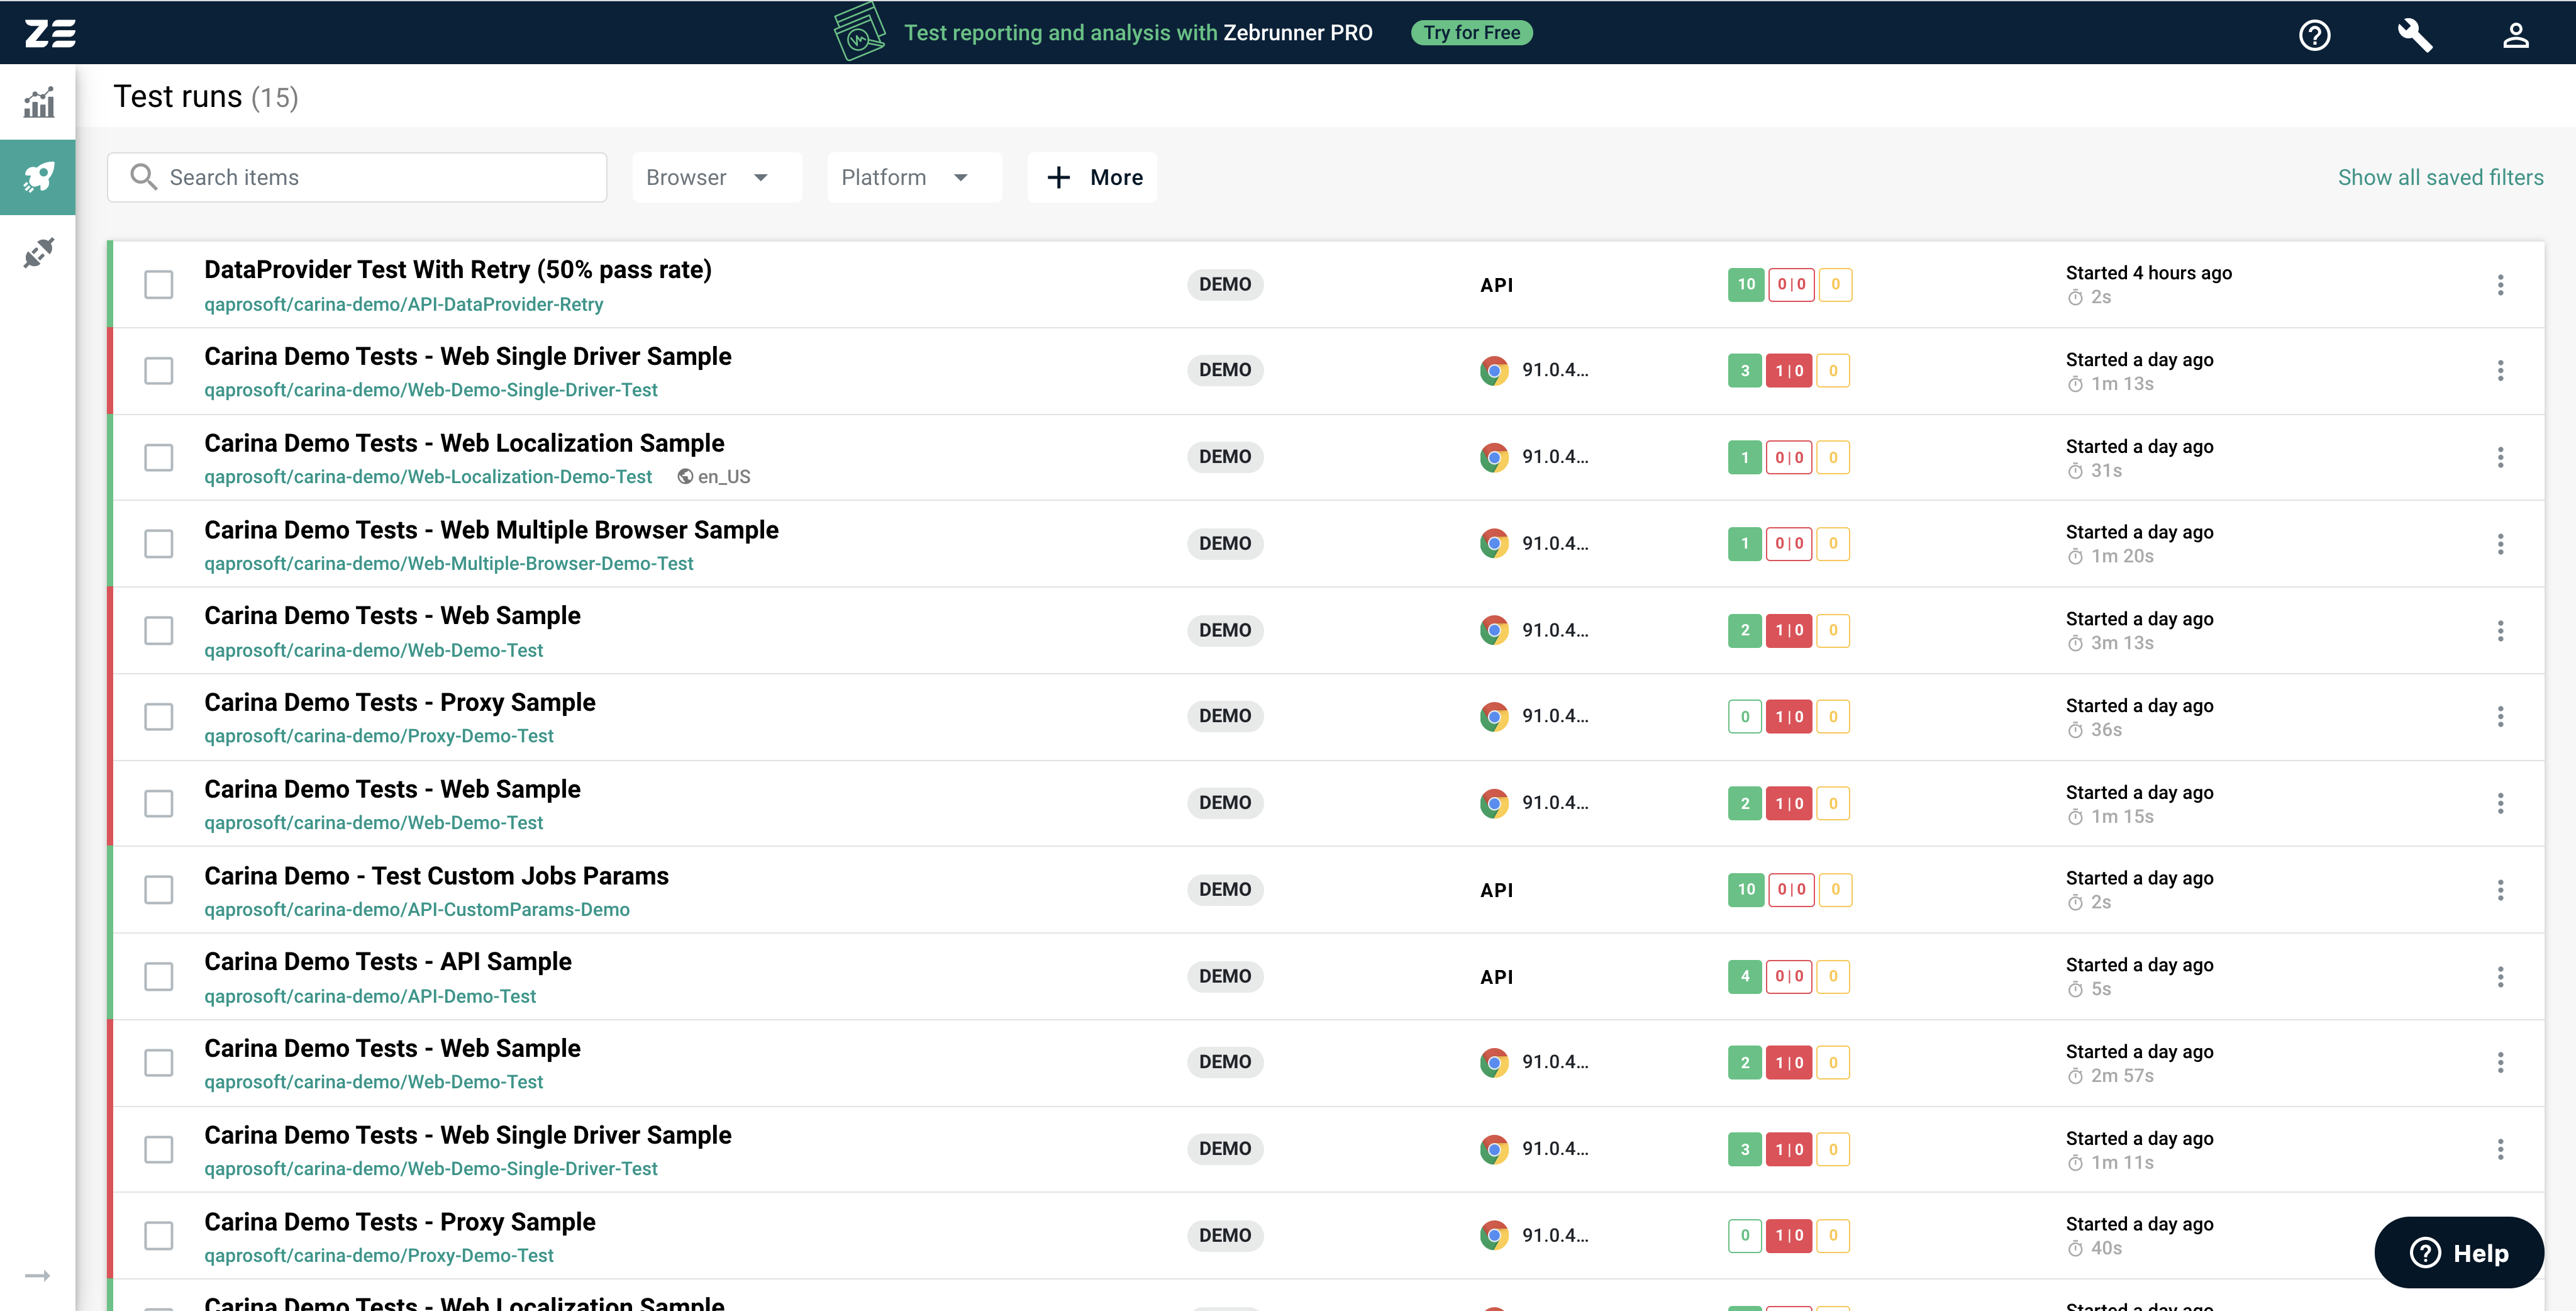 ZE
Test reporting and analysis with Zebrunner PRO
Try for Free
Test runs (15)
Search items
Browser
Platform
More
Show all saved filters
DataProvider Test With Retry (50% pass rate)
qaprosoft/carina-demo/API-DataProvider-Retry
DEMO
API
10 0|0 0
Started 4 hours ago
2s
Carina Demo Tests - Web Single Driver Sample
qaprosoft/carina-demo/Web-Demo-Single-Driver-Test
DEMO
91.0.4...
3 1|0 0
Started a day ago
1m 13s
Carina Demo Tests - Web Localization Sample
qaprosoft/carina-demo/Web-Localization-Demo-Test en_US
DEMO
91.0.4...
1 0|0 0
Started a day ago
31s
Carina Demo Tests - Web Multiple Browser Sample
qaprosoft/carina-demo/Web-Multiple-Browser-Demo-Test
DEMO
91.0.4...
1 0|0 0
Started a day ago
1m 20s
Carina Demo Tests - Web Sample
qaprosoft/carina-demo/Web-Demo-Test
DEMO
91.0.4...
2 1|0 0
Started a day ago
3m 13s
Carina Demo Tests - Proxy Sample
qaprosoft/carina-demo/Proxy-Demo-Test
DEMO
91.0.4...
0 1|0 0
Started a day ago
36s
Carina Demo Tests - Web Sample
qaprosoft/carina-demo/Web-Demo-Test
DEMO
91.0.4...
2 1|0 0
Started a day ago
1m 15s
Carina Demo - Test Custom Jobs Params
qaprosoft/carina-demo/API-CustomParams-Demo
DEMO
API
10 0|0 0
Started a day ago
2s
Carina Demo Tests - API Sample
qaprosoft/carina-demo/API-Demo-Test
DEMO
API
4 0|0 0
Started a day ago
5s
Carina Demo Tests - Web Sample
qaprosoft/carina-demo/Web-Demo-Test
DEMO
91.0.4...
2 1|0 0
Started a day ago
2m 57s
Carina Demo Tests - Web Single Driver Sample
qaprosoft/carina-demo/Web-Demo-Single-Driver-Test
DEMO
91.0.4...
3 1|0 0
Started a day ago
1m 11s
Carina Demo Tests - Proxy Sample
qaprosoft/carina-demo/Proxy-Demo-Test
DEMO
91.0.4...
0 1|0 0
Started a day ago
40s
Help
Carina Demo Tests - Web Localization Sample
Started a day ago